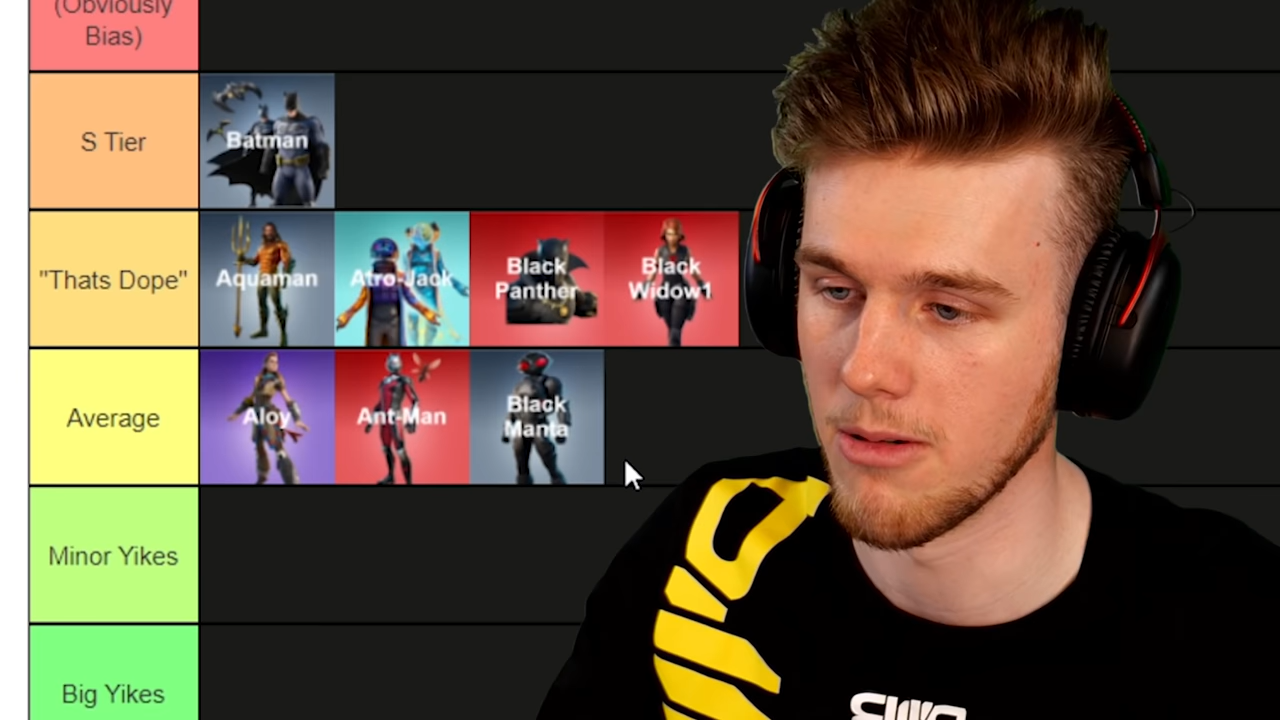 (Obviously
Bias)
S Tier
Batman
"Thats Dope"
Aquaman
Atro-Jack
Black
Panther
Black
Widow1
Average
Aloy
Ant-Man
Black
Manta
Minor Yikes
Big Yikes